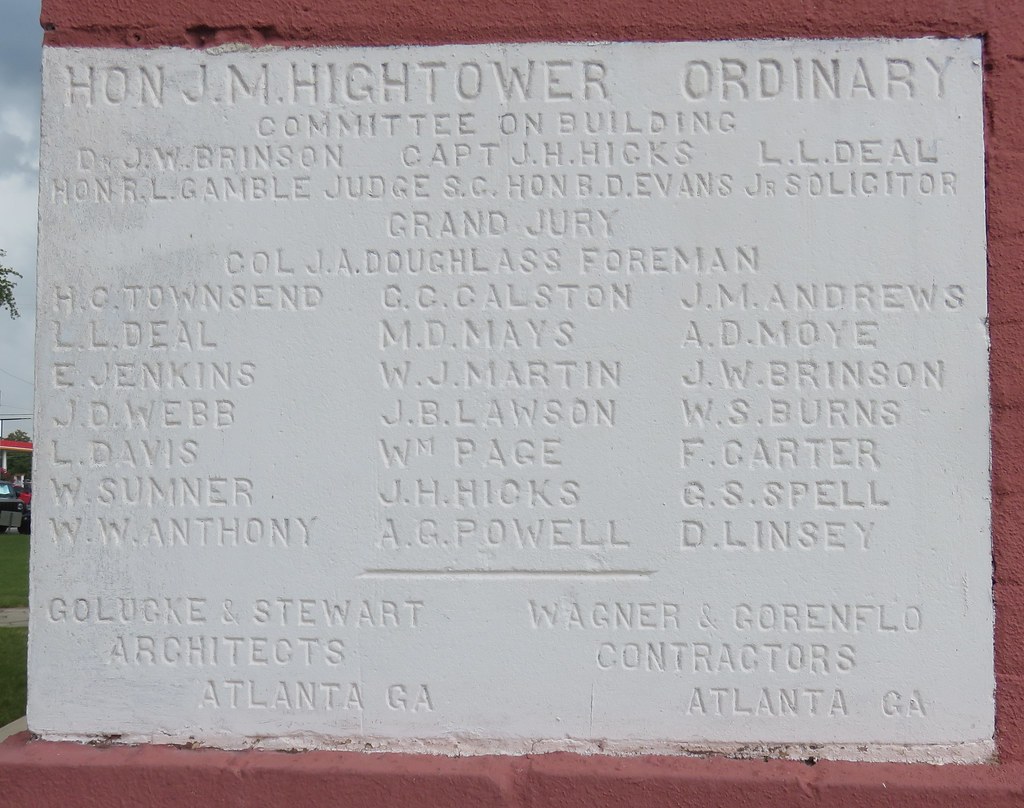 HON J.M.HIGHTOWER ORDINARY
COMMITTEE ON BUILDING
DR J.W.BRINSON CAPT J.H.HICKS L.L.DEAL
HON R.L.GAMBLE JUDGE S.C. HON B.D.EVANS JR SOLICITOR
GRAND JURY
COL J.A.DOUGHLASS FOREMAN
H.C.TOWNSEND G.C.CALSTON J.M.ANDREWS
L.L.DEAL M.D.MAYS A.D.MOYE
E.JENKINS W.J.MARTIN J.W.BRINSON
J.D.WEBB J.B.LAWSON W.S.BURNS
L.DAVIS WM PAGE F.CARTER
W.SUMNER J.H.HICKS G.S.SPELL
W.W.ANTHONY A.G.POWELL D.LINSEY
GOLUCKE & STEWART WAGNER & GORENFLO
ARCHITECTS CONTRACTORS
ATLANTA GA ATLANTA GA